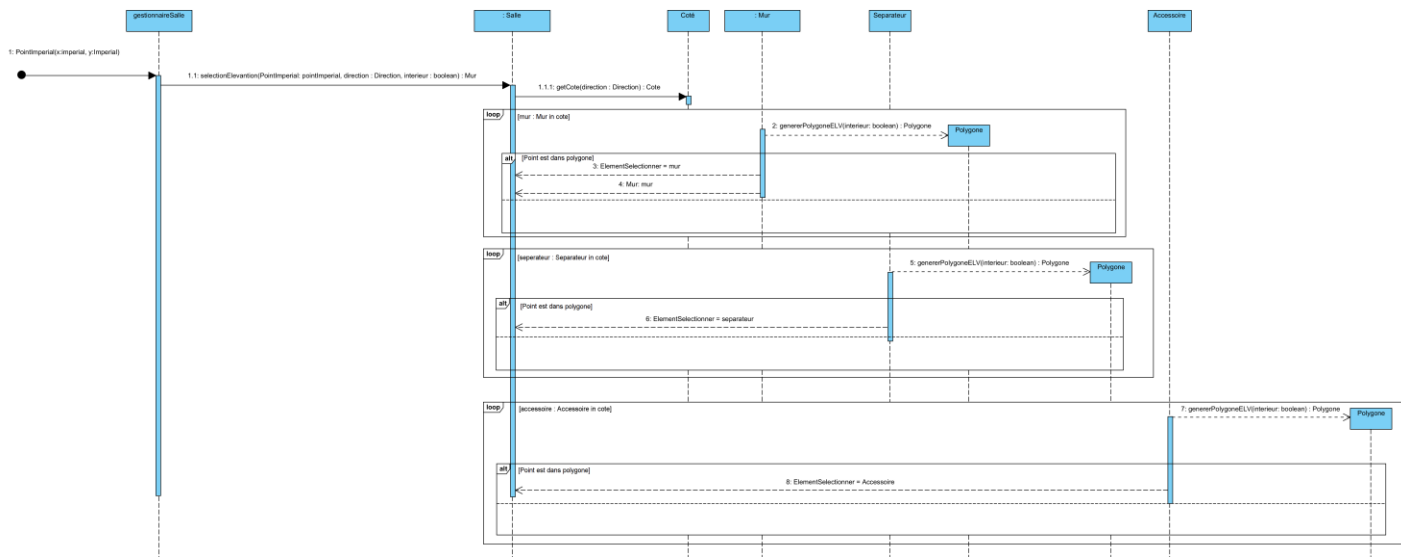 gestionnaireSalle
: Salle
Coté
: Mur
Separateur
Accessoire
1: PointImperial(x:imperial, y:Imperial)
1.1: selectionElevantion(PointImperial: pointImperial, direction : Direction, interieur : boolean) : Mur
1.1.1: getCote(direction : Direction) : Cote
loop
[mur : Mur in cote]
2: genererPolygoneELV(interieur: boolean) : Polygone
Polygone
alt
[Point est dans polygone]
3: ElementSelectionner = mur
4: Mur: mur
loop
[seperateur : Separateur in cote]
5: genererPolygoneELV(interieur: boolean) : Polygone
Polygone
alt
[Point est dans polygone]
6: ElementSelectionner = separateur
loop
[accessoire : Accessoire in cote]
7: genererPolygoneELV(interieur: boolean) : Polygone
Polygone
alt
[Point est dans polygone]
8: ElementSelectionner = Accessoire